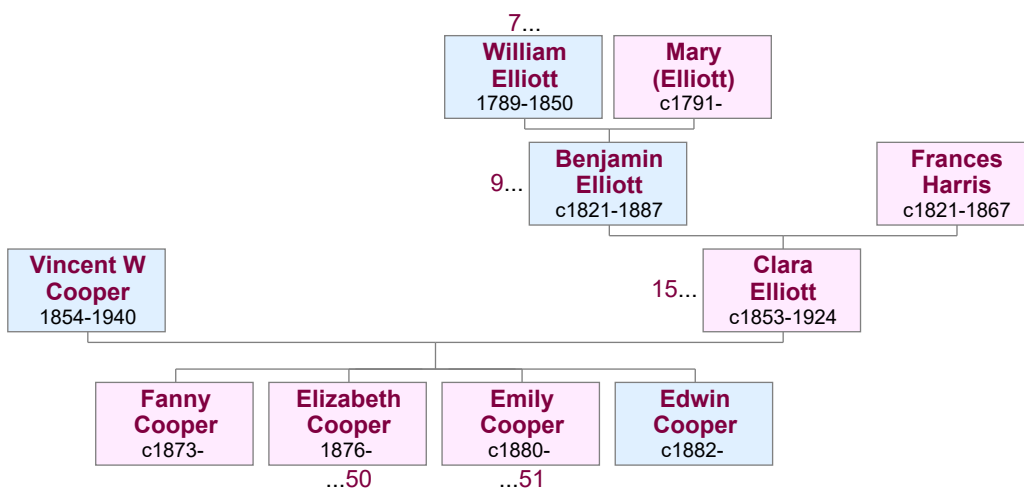 7...
William
Elliott
1789-1850
Mary
(Elliott)
c1791-
9...
Benjamin
Elliott
c1821-1887
Frances
Harris
c1821-1867
Vincent W
Cooper
1854-1940
15...
Clara
Elliott
c1853-1924
Fanny
Cooper
c1873-
Elizabeth
Cooper
1876-
Emily
Cooper
c1880-
Edwin
Cooper
c1882-
...50
...51